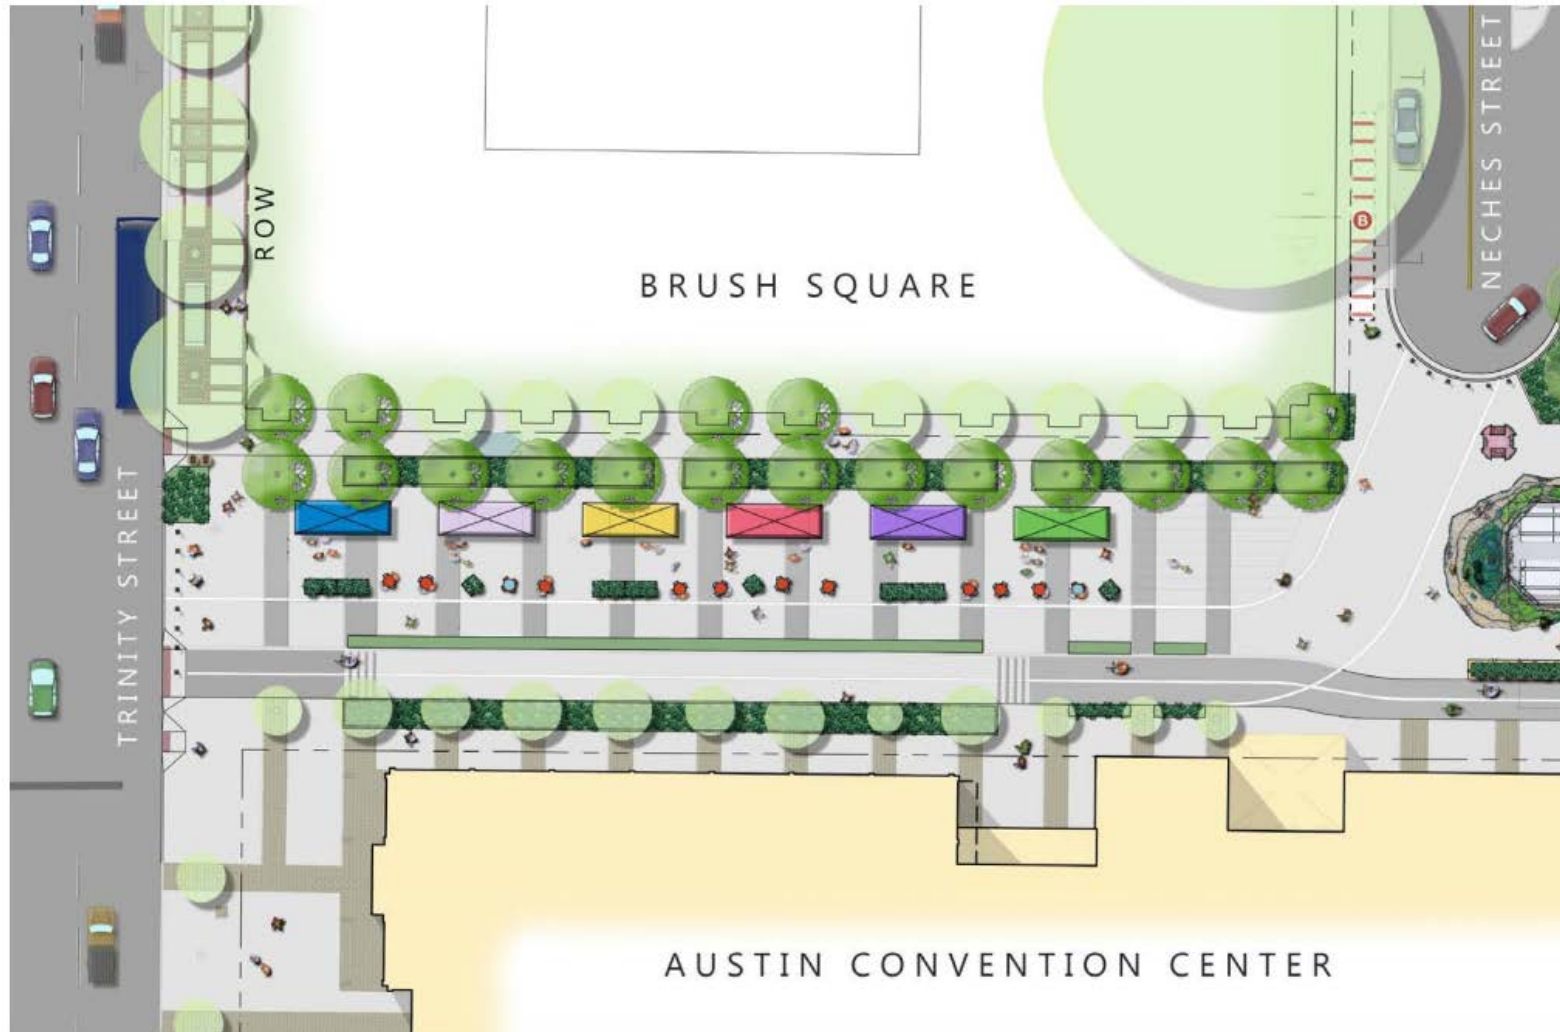 NECHES STREET
ROW
B
BRUSH SQUARE
TRINITY STREET
AUSTIN CONVENTION CENTER